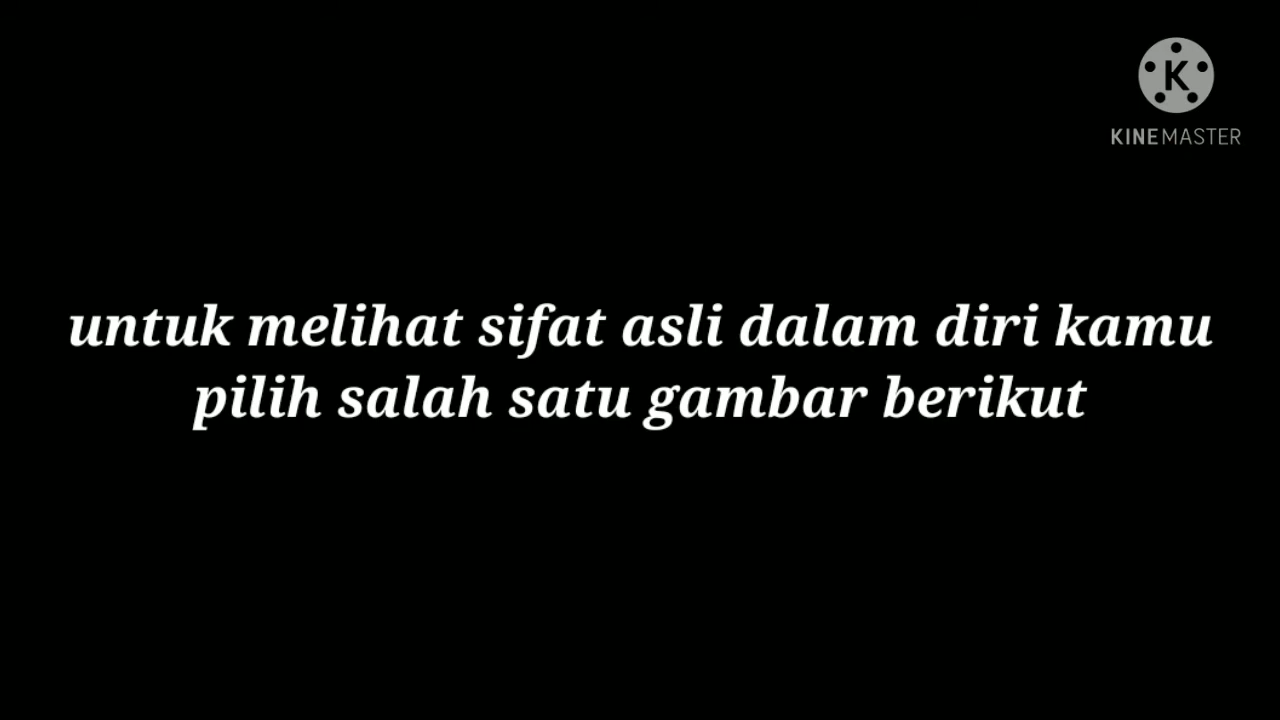 K
KINEMASTER
untuk melihat sifat asli dalam diri kamu
pilih salah satu gambar berikut